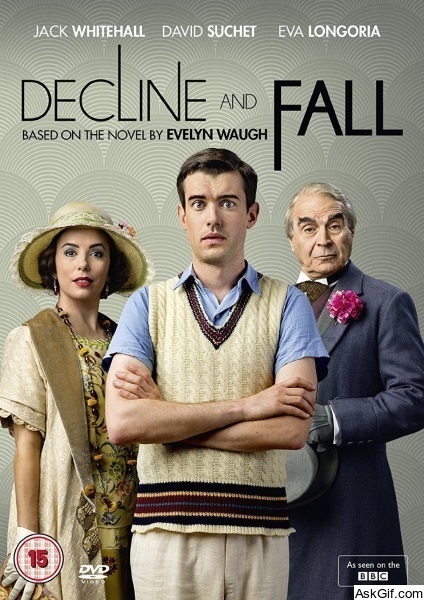 JACK WHITEHALL DAVID SUCHET EVA LONGORIA
DECLINE AND FALL
BASED ON THE NOVEL BY EVELYN WAUGH
15
DVD
VIDEO
As seen on the
BBC
AskGif.com